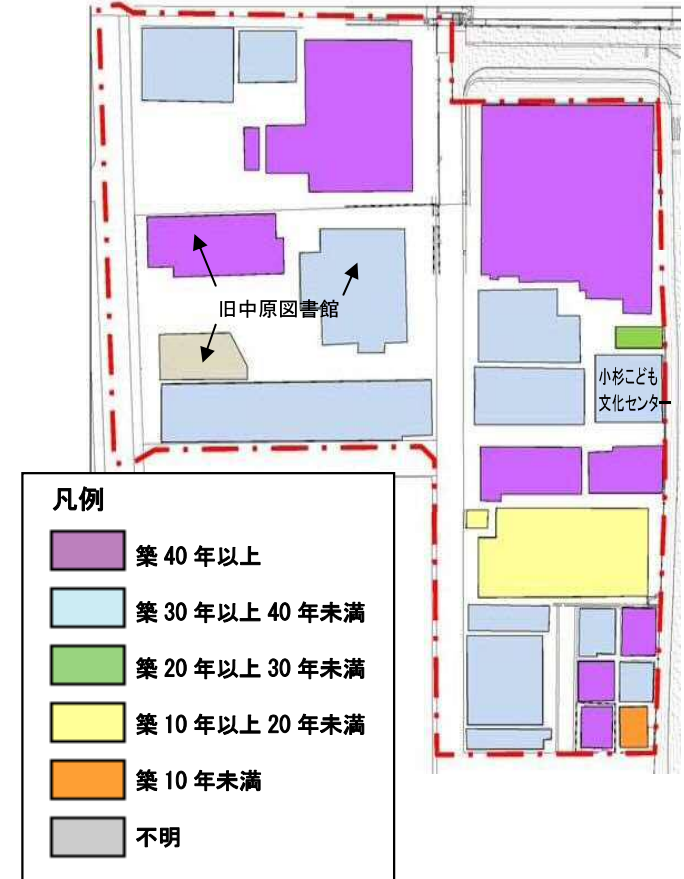 旧中原図書館
小杉こども
文化センター
凡例
築 40 年以上
築 30 年以上 40 年未満
築 20 年以上 30 年未満
築 10 年以上 20 年未満
築 10 年未満
不明